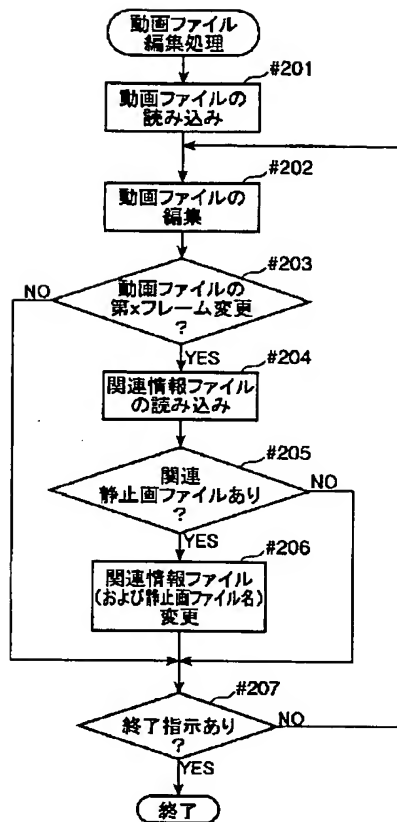 動画ファイル
編集処理
#201
動画ファイルの
読み込み
#202
動画ファイルの
編集
#203
動画ファイルの
第xフレーム変更
?
NO
YES
#204
関連情報ファイル
の読み込み
#205
関連
静止画ファイルあり
?
NO
YES
#206
関連情報ファイル
(および静止画ファイル名)
変更
#207
終了指示あり
?
NO
YES
終了